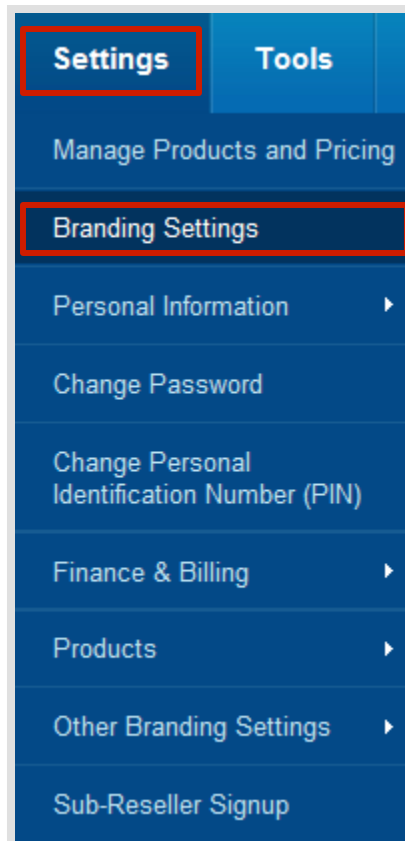 Settings
Tools
Manage Products and Pricing
Branding Settings
Personal Information
Change Password
Change Personal
Identification Number (PIN)
Finance & Billing
Products
Other Branding Settings
Sub-Reseller Signup